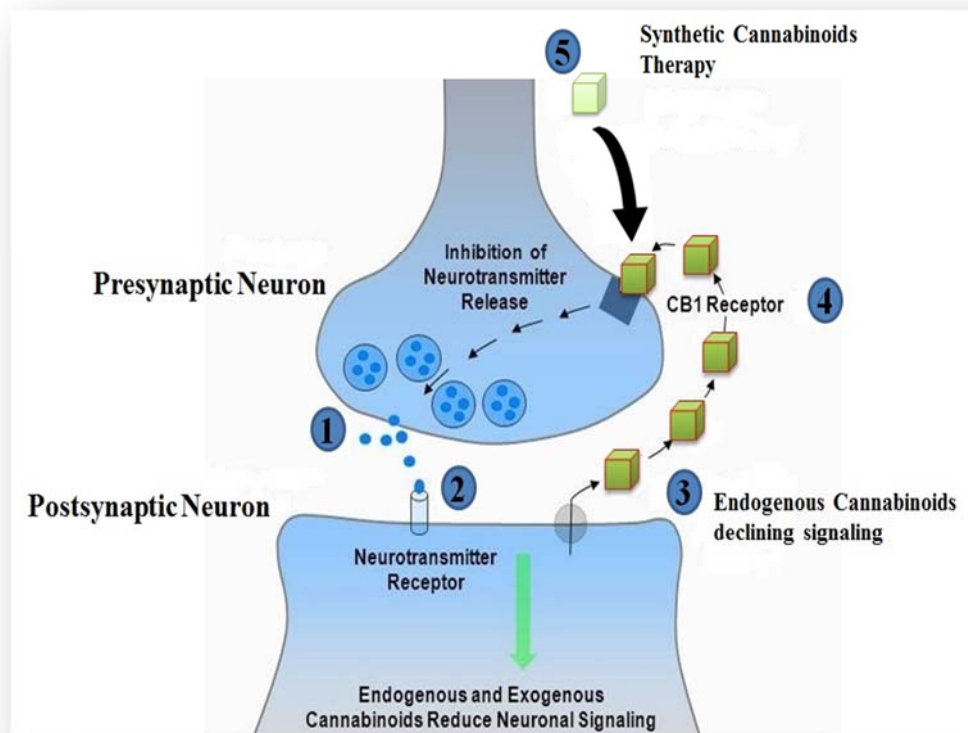 5
Synthetic Cannabinoids
Therapy
Inhibition of
Neurotransmitter
Release
Presynaptic Neuron
CB1 Receptor
4
1
2
Postsynaptic Neuron
3
Endogenous Cannabinoids
declining signaling
Neurotransmitter
Receptor
Endogenous and Exogenous
Cannabinoids Reduce Neuronal Signaling